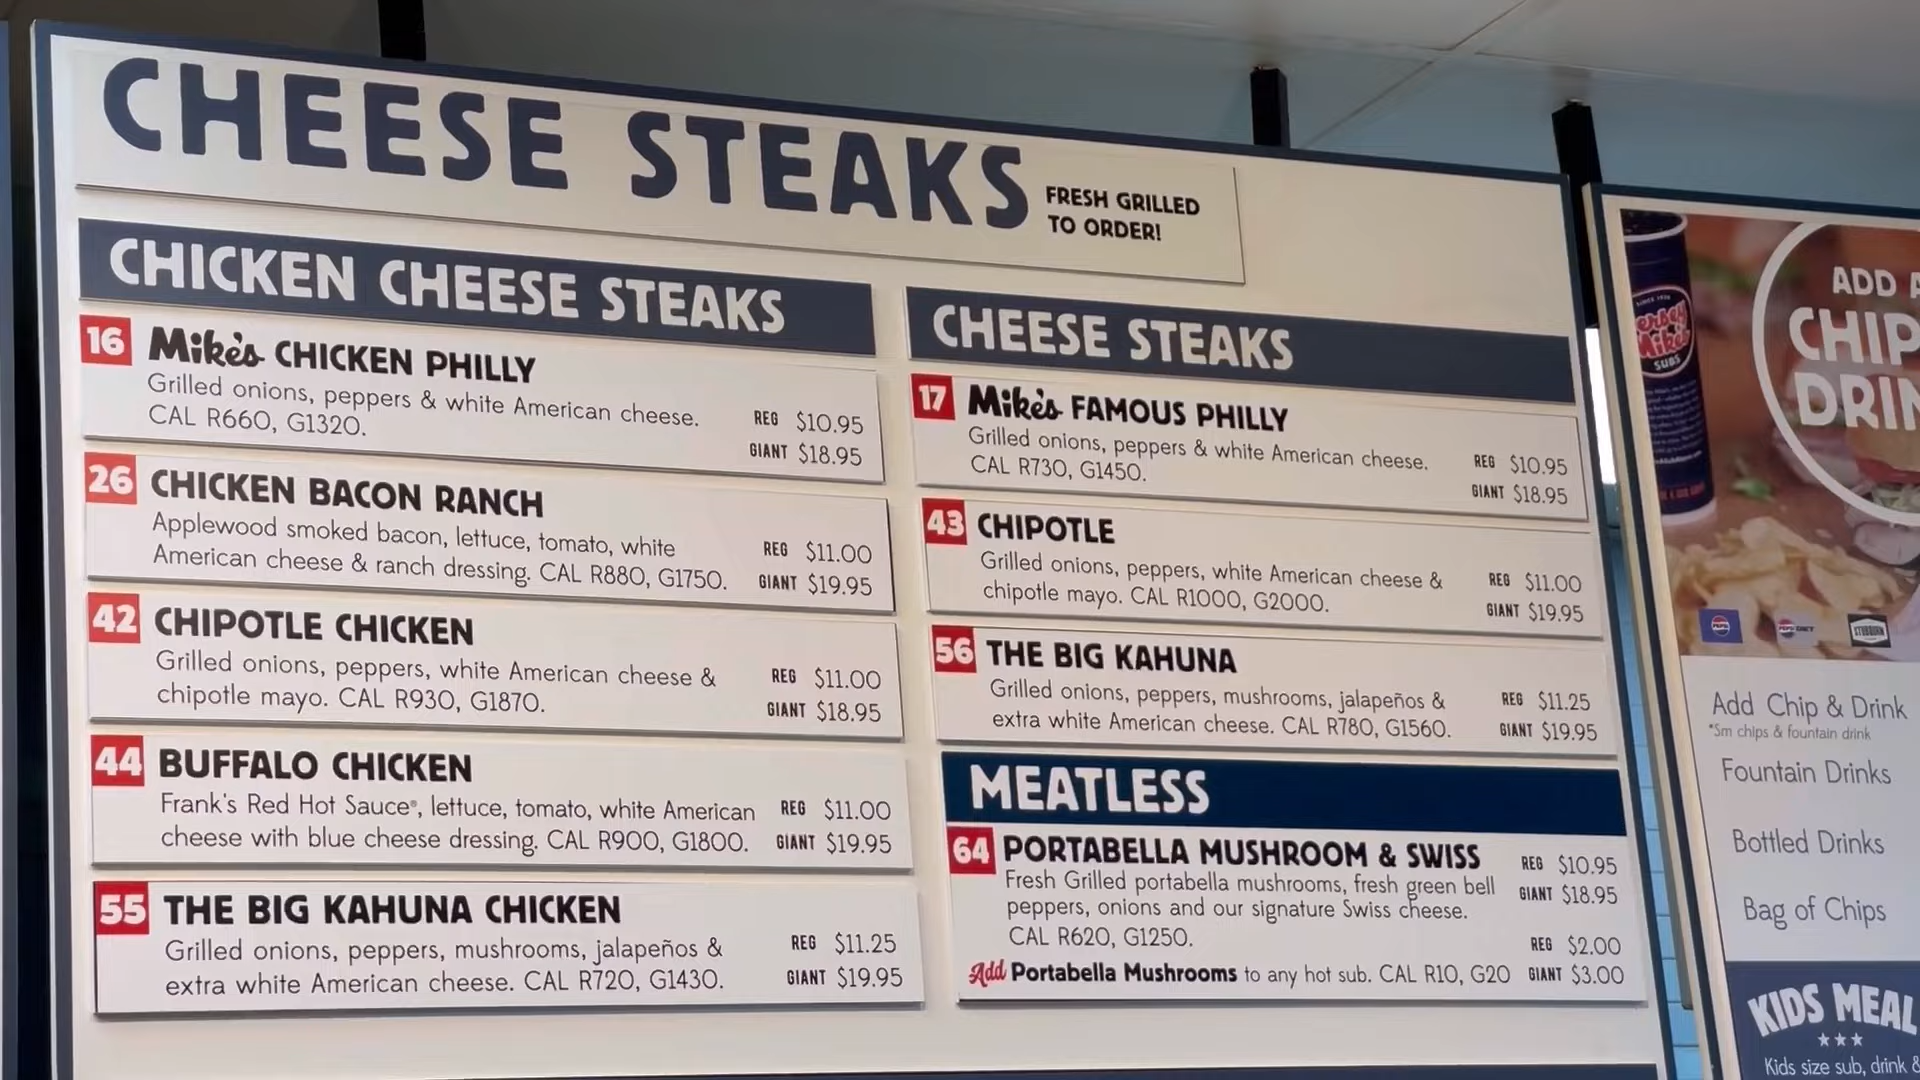 CHEESE STEAKS
FRESH GRILLED
TO ORDER!
CHICKEN CHEESE STEAKS
16 Mike's CHICKEN PHILLY
Grilled onions, peppers & white American cheese.
CAL R660, G1320.
REG $10.95
GIANT $18.95
26 CHICKEN BACON RANCH
Applewood smoked bacon, lettuce, tomato, white
American cheese & ranch dressing. CAL R880, G1750.
REG $11.00
GIANT $19.95
42 CHIPOTLE CHICKEN
Grilled onions, peppers, white American cheese &
chipotle mayo. CAL R930, G1870.
REG $11.00
GIANT $18.95
44 BUFFALO CHICKEN
Frank's Red Hot Sauce®, lettuce, tomato, white American
cheese with blue cheese dressing. CAL R900, G1800.
REG $11.00
GIANT $19.95
55 THE BIG KAHUNA CHICKEN
Grilled onions, peppers, mushrooms, jalapeños &
extra white American cheese. CAL R720, G1430.
REG $11.25
GIANT $19.95
CHEESE STEAKS
17 Mike's FAMOUS PHILLY
Grilled onions, peppers & white American cheese.
CAL R730, G1450.
REG $10.95
GIANT $18.95
43 CHIPOTLE
Grilled onions, peppers, white American cheese &
chipotle mayo. CAL R1000, G2000.
REG $11.00
GIANT $19.95
56 THE BIG KAHUNA
Grilled onions, peppers, mushrooms, jalapeños &
extra white American cheese. CAL R780, G1560.
REG $11.25
GIANT $19.95
MEATLESS
64 PORTABELLA MUSHROOM & SWISS
Fresh Grilled portabella mushrooms, fresh green bell
peppers, onions and our signature Swiss cheese.
CAL R620, G1250.
REG $10.95
GIANT $18.95
Add Portabella Mushrooms to any hot sub. CAL R10, G20
REG $2.00
GIANT $3.00
SINCE 1956
Jersey
Mike's
SUBS
ADD A
CHIP
DRIN
PEPSI
PEPSI DIET
STUBBORN
Add Chip & Drink
*Sm chips & fountain drink
Fountain Drinks
Bottled Drinks
Bag of Chips
KIDS MEAL
Kids size sub, drink &